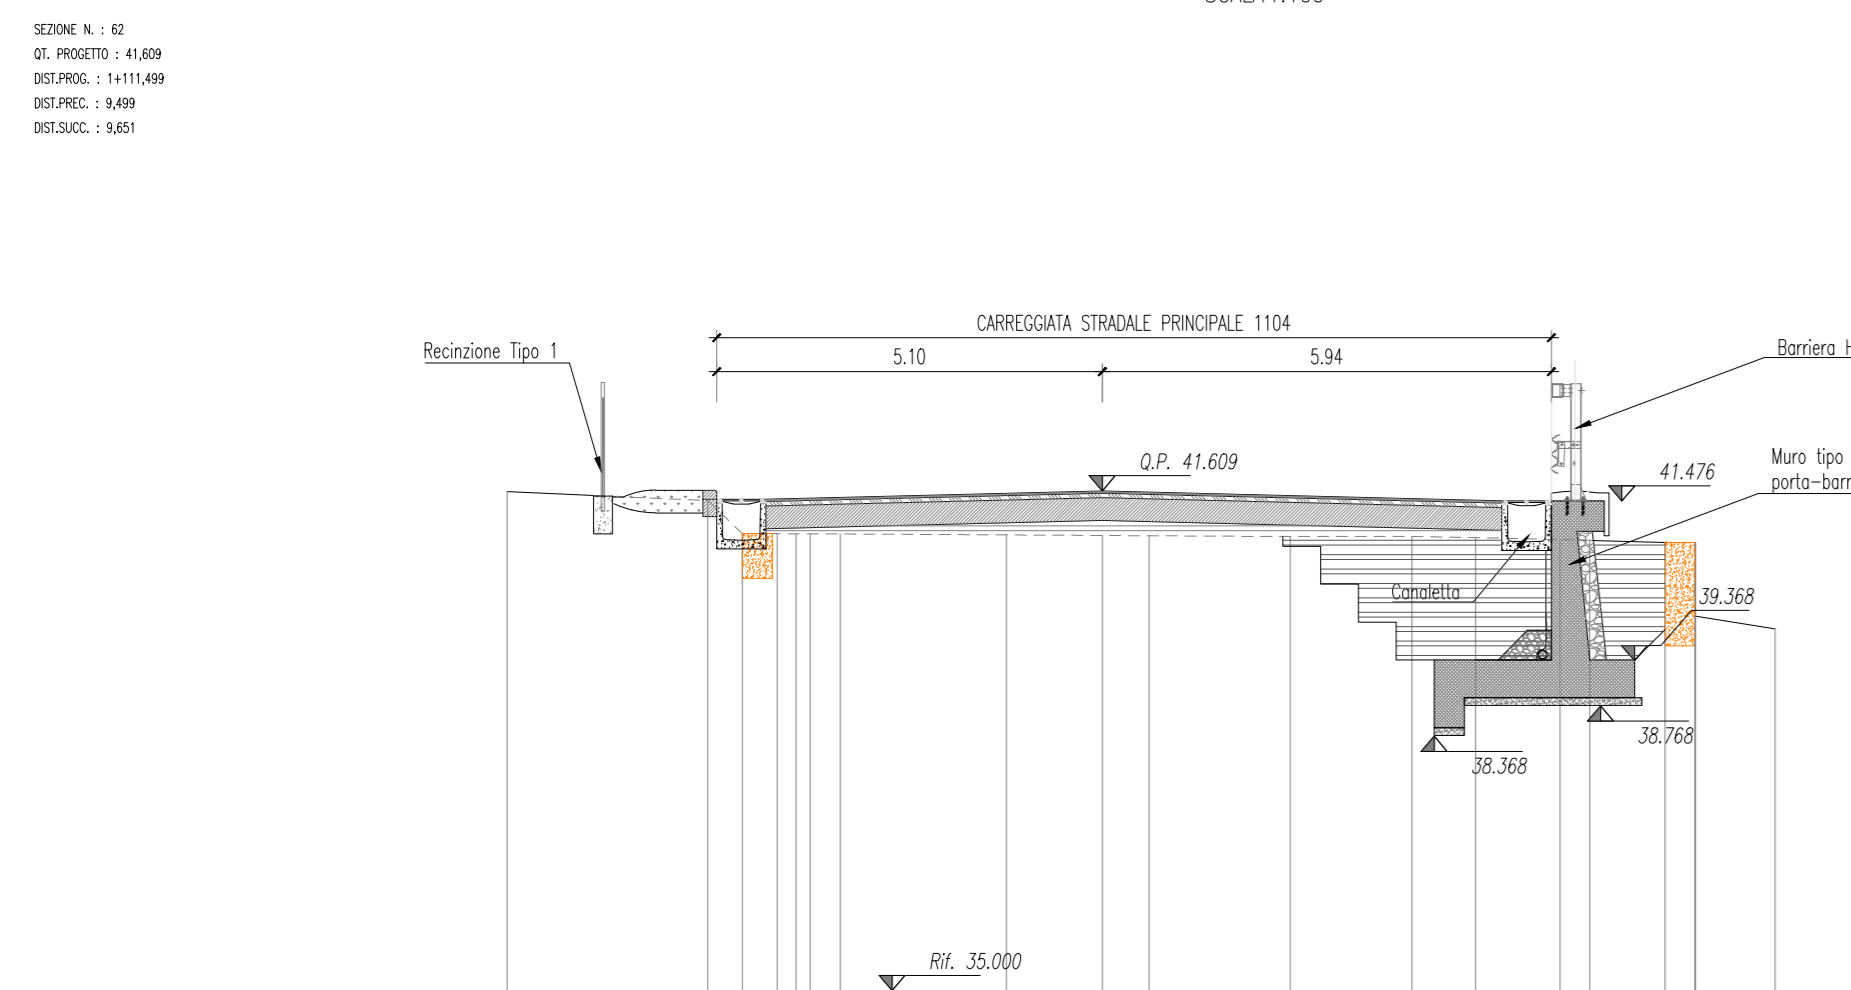 SEZIONE N. : 62
QT. PROGETTO : 41,609
DIST.PROG. : 1+111,499
DIST.PREC. : 9,499
DIST.SUCC. : 9,651
CARREGGIATA STRADALE PRINCIPALE 1104
5.10
5.94
Recinzione Tipo 1
Barriera
Q.P. 41.609
41.476
Muro tipo
Canaletta
39.368
38.768
38.368
Rif. 35.000